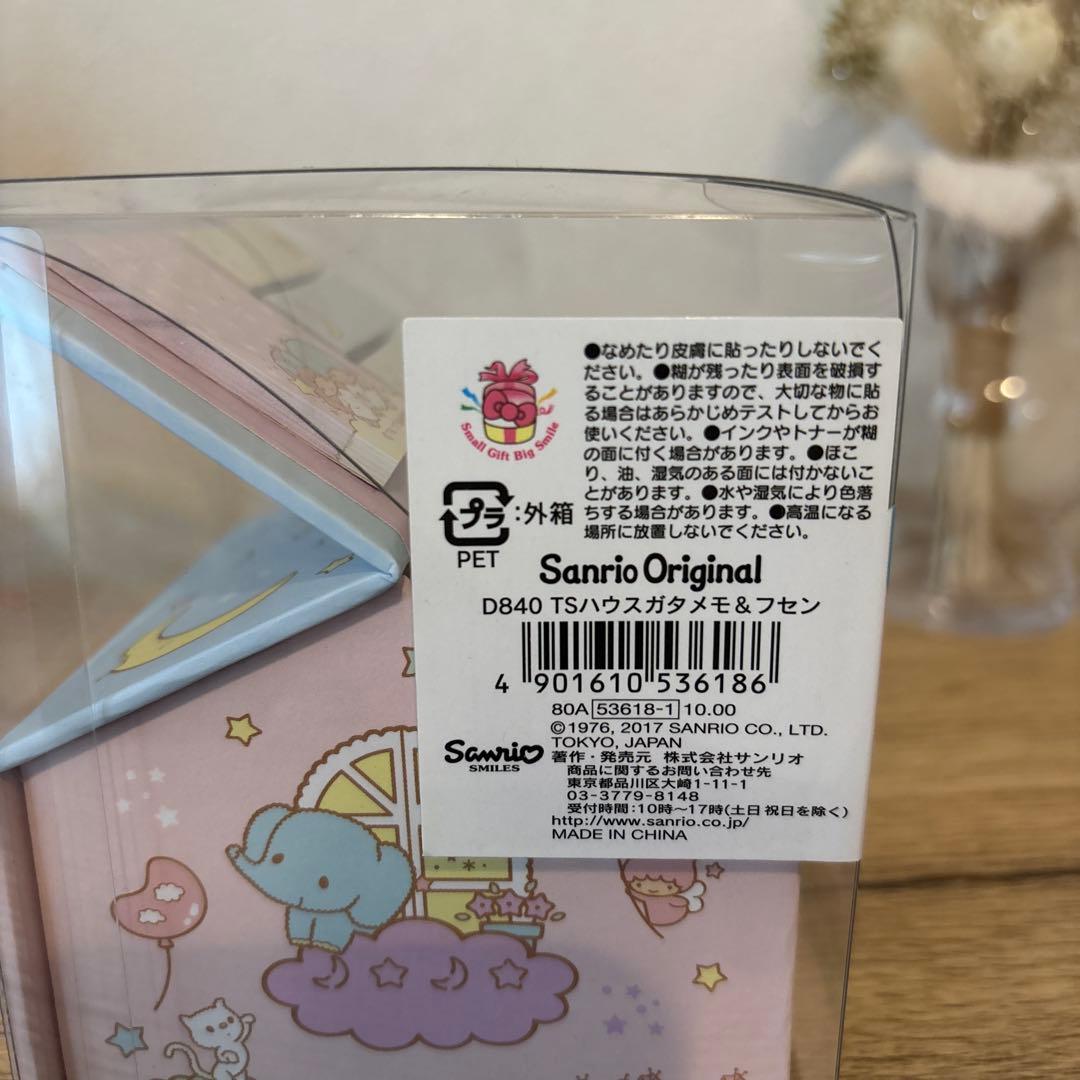 Small Gift Big Smile
●なめたり皮膚に貼ったりしないでく
ださい。●糊が残ったり表面を破損す
ることがありますので、大切な物に貼
る場合はあらかじめテストしてからお
使いください。●インクやトナーが糊
の面に付く場合があります。●ほこ
り、油、湿気のある面には付かないこ
とがあります。●水や湿気により色落
ちする場合があります。●高温になる
場所に放置しないでください。
プラ:外箱
PET
Sanrio Original
D840 TSハウスガタメモ&フセン
4 901610 536186
80A 53618-1 10.00
©1976, 2017 SANRIO CO., LTD.
TOKYO, JAPAN
Sanrio
SMILES
著作・発売元 株式会社サンリオ
商品に関するお問い合わせ先
東京都品川区大崎1-11-1
03-3779-8148
受付時間:10時~17時(土日祝日を除く)
http://www.sanrio.co.jp/
MADE IN CHINA